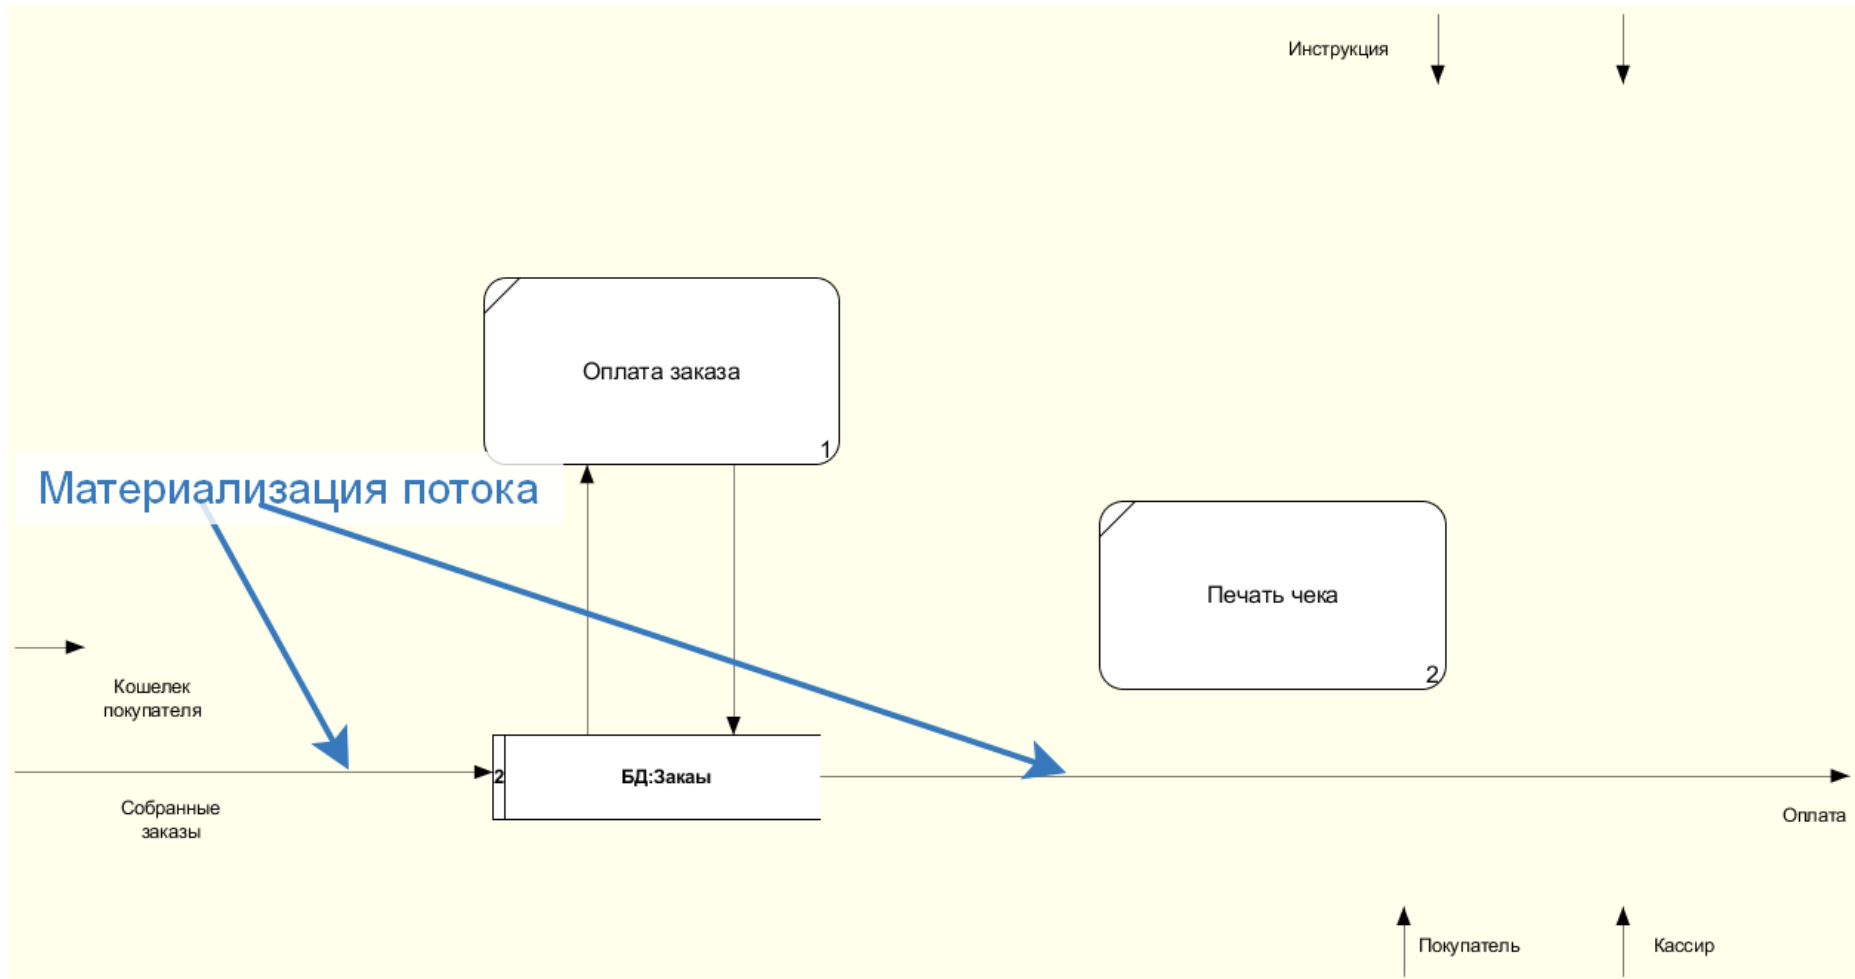 Инструкция
Оплата заказа
1
Материализация потока
Печать чека
2
Кошелек
покупателя
2
БД:Закаы
Собранные
заказы
Оплата
Покупатель
Кассир